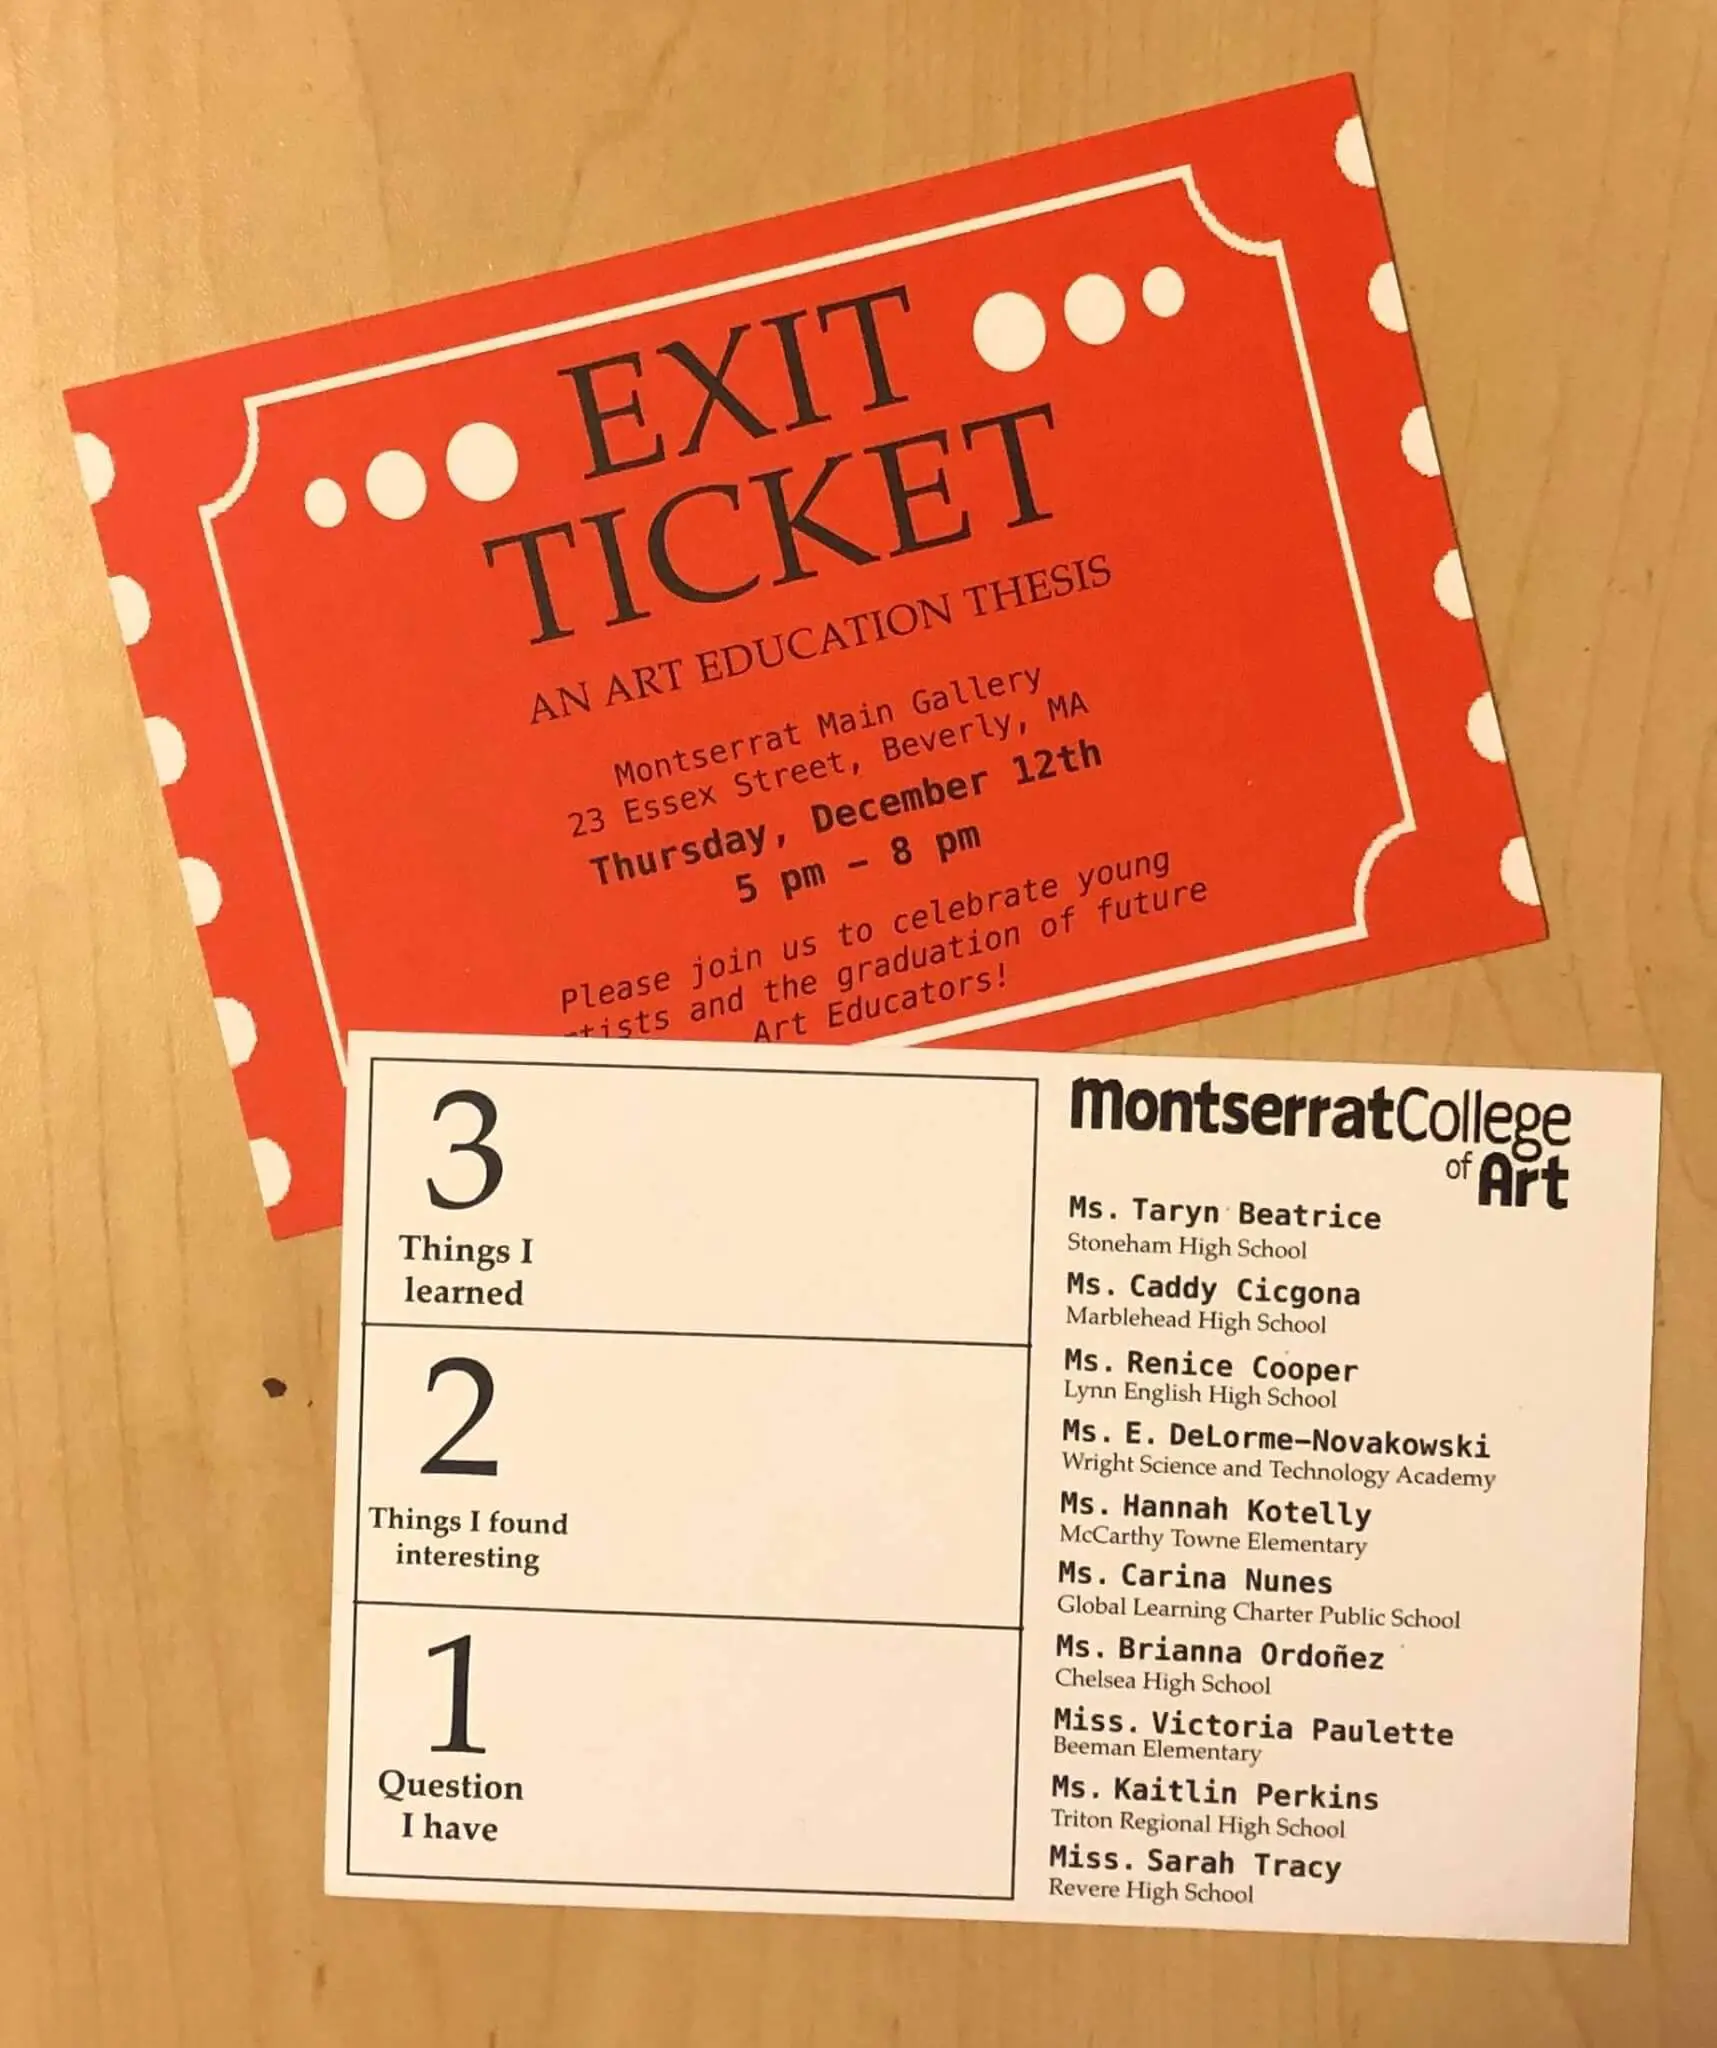 EXIT
TICKET
AN ART EDUCATION THESIS
Montserrat Main Gallery
23 Essex Street, Beverly, MA
Thursday, December 12th
5 pm – 8 pm
Please join us to celebrate young
and the graduation of future
Art Educators!
3
Things I
learned
2
Things I found
interesting
1
Question
I have
montserratCollege
of Art
Ms. Taryn Beatrice
Stoneham High School
Ms. Caddy Cicgona
Marblehead High School
Ms. Renice Cooper
Lynn English High School
Ms. E. DeLorme–Novakowski
Wright Science and Technology Academy
Ms. Hannah Kotelly
McCarthy Towne Elementary
Ms. Carina Nunes
Global Learning Charter Public School
Ms. Brianna Ordoñez
Chelsea High School
Miss. Victoria Paulette
Beeman Elementary
Ms. Kaitlin Perkins
Triton Regional High School
Miss. Sarah Tracy
Revere High School